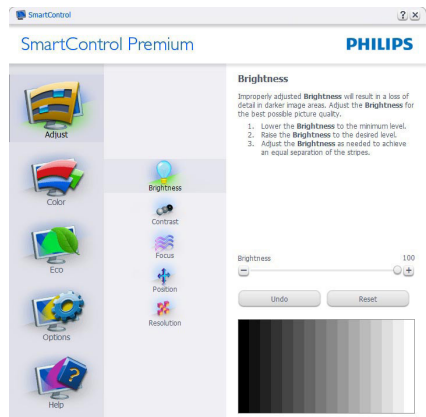 SmartControl
SmartControl Premium
PHILIPS
Adjust
Color
Eco
Options
Help
Brightness
Contrast
Focus
Position
Resolution
Brightness
Improperly adjusted Brightness will result in a loss of
detail in darker image areas. Adjust the Brightness for
the best possible picture quality.
1. Lower the Brightness to the minimum level.
2. Raise the Brightness to the desired level.
3. Adjust the Brightness as needed to achieve
an equal separation of the stripes.
Brightness 100
Undo
Reset